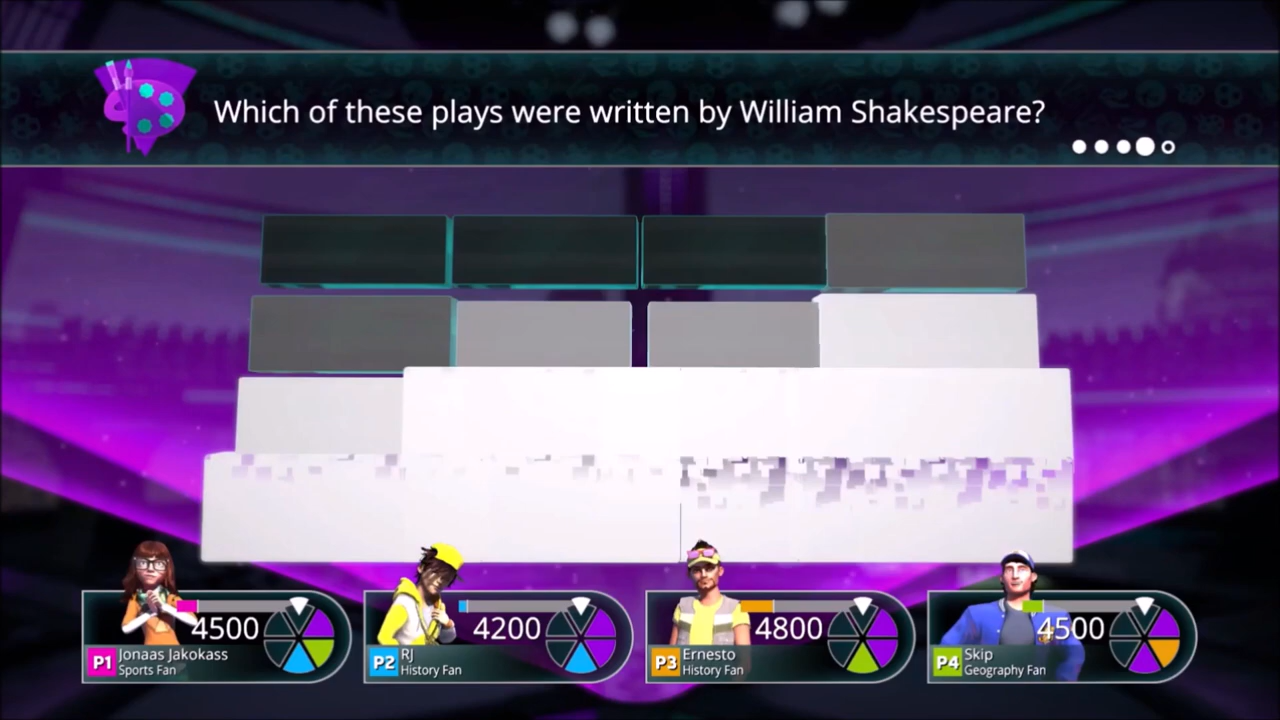 Which of these plays were written by William Shakespeare?
4500
P1 Jonaas Jakokass
Sports Fan
4200
P2 RJ
History Fan
4800
P3 Ernesto
History Fan
4500
P4 Skip
Geography Fan